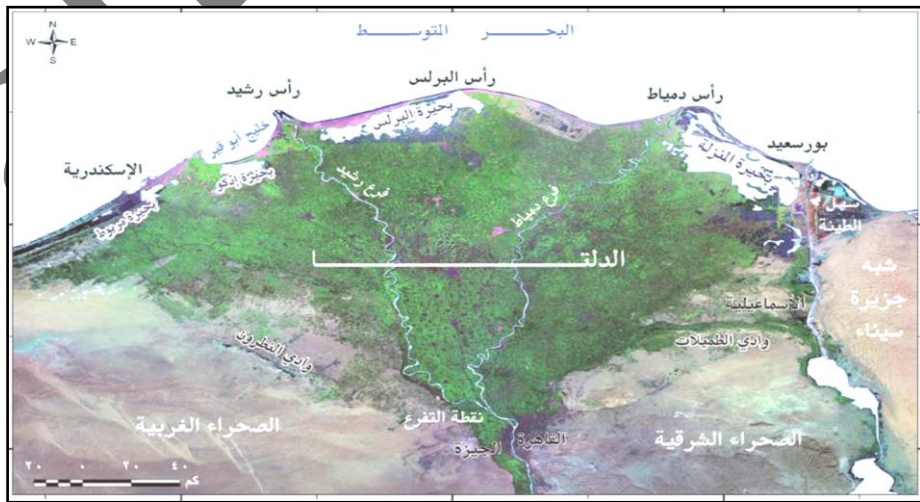 N
W E
S
البحر المتوسط
رأس البرلس
رأس رشيد
رأس دمياط
بورسعيد
الإسكندرية
خليج أبو قير
بحيرة البرلس
بحيرة المنزلة
بحيرة إدكو
بحيرة مريوط
فرع رشيد
فرع دمياط
سهل
الطينة
الدلتا
شبه
جزيرة
سيناء
الأسماعيلية
وادي الطميلات
وادي النطرون
نقطة التفرع
القاهرة
الجيزة
الصحراء الغربية
الصحراء الشرقية
٢٠ ٠ ٢٠ ٤٠
كم